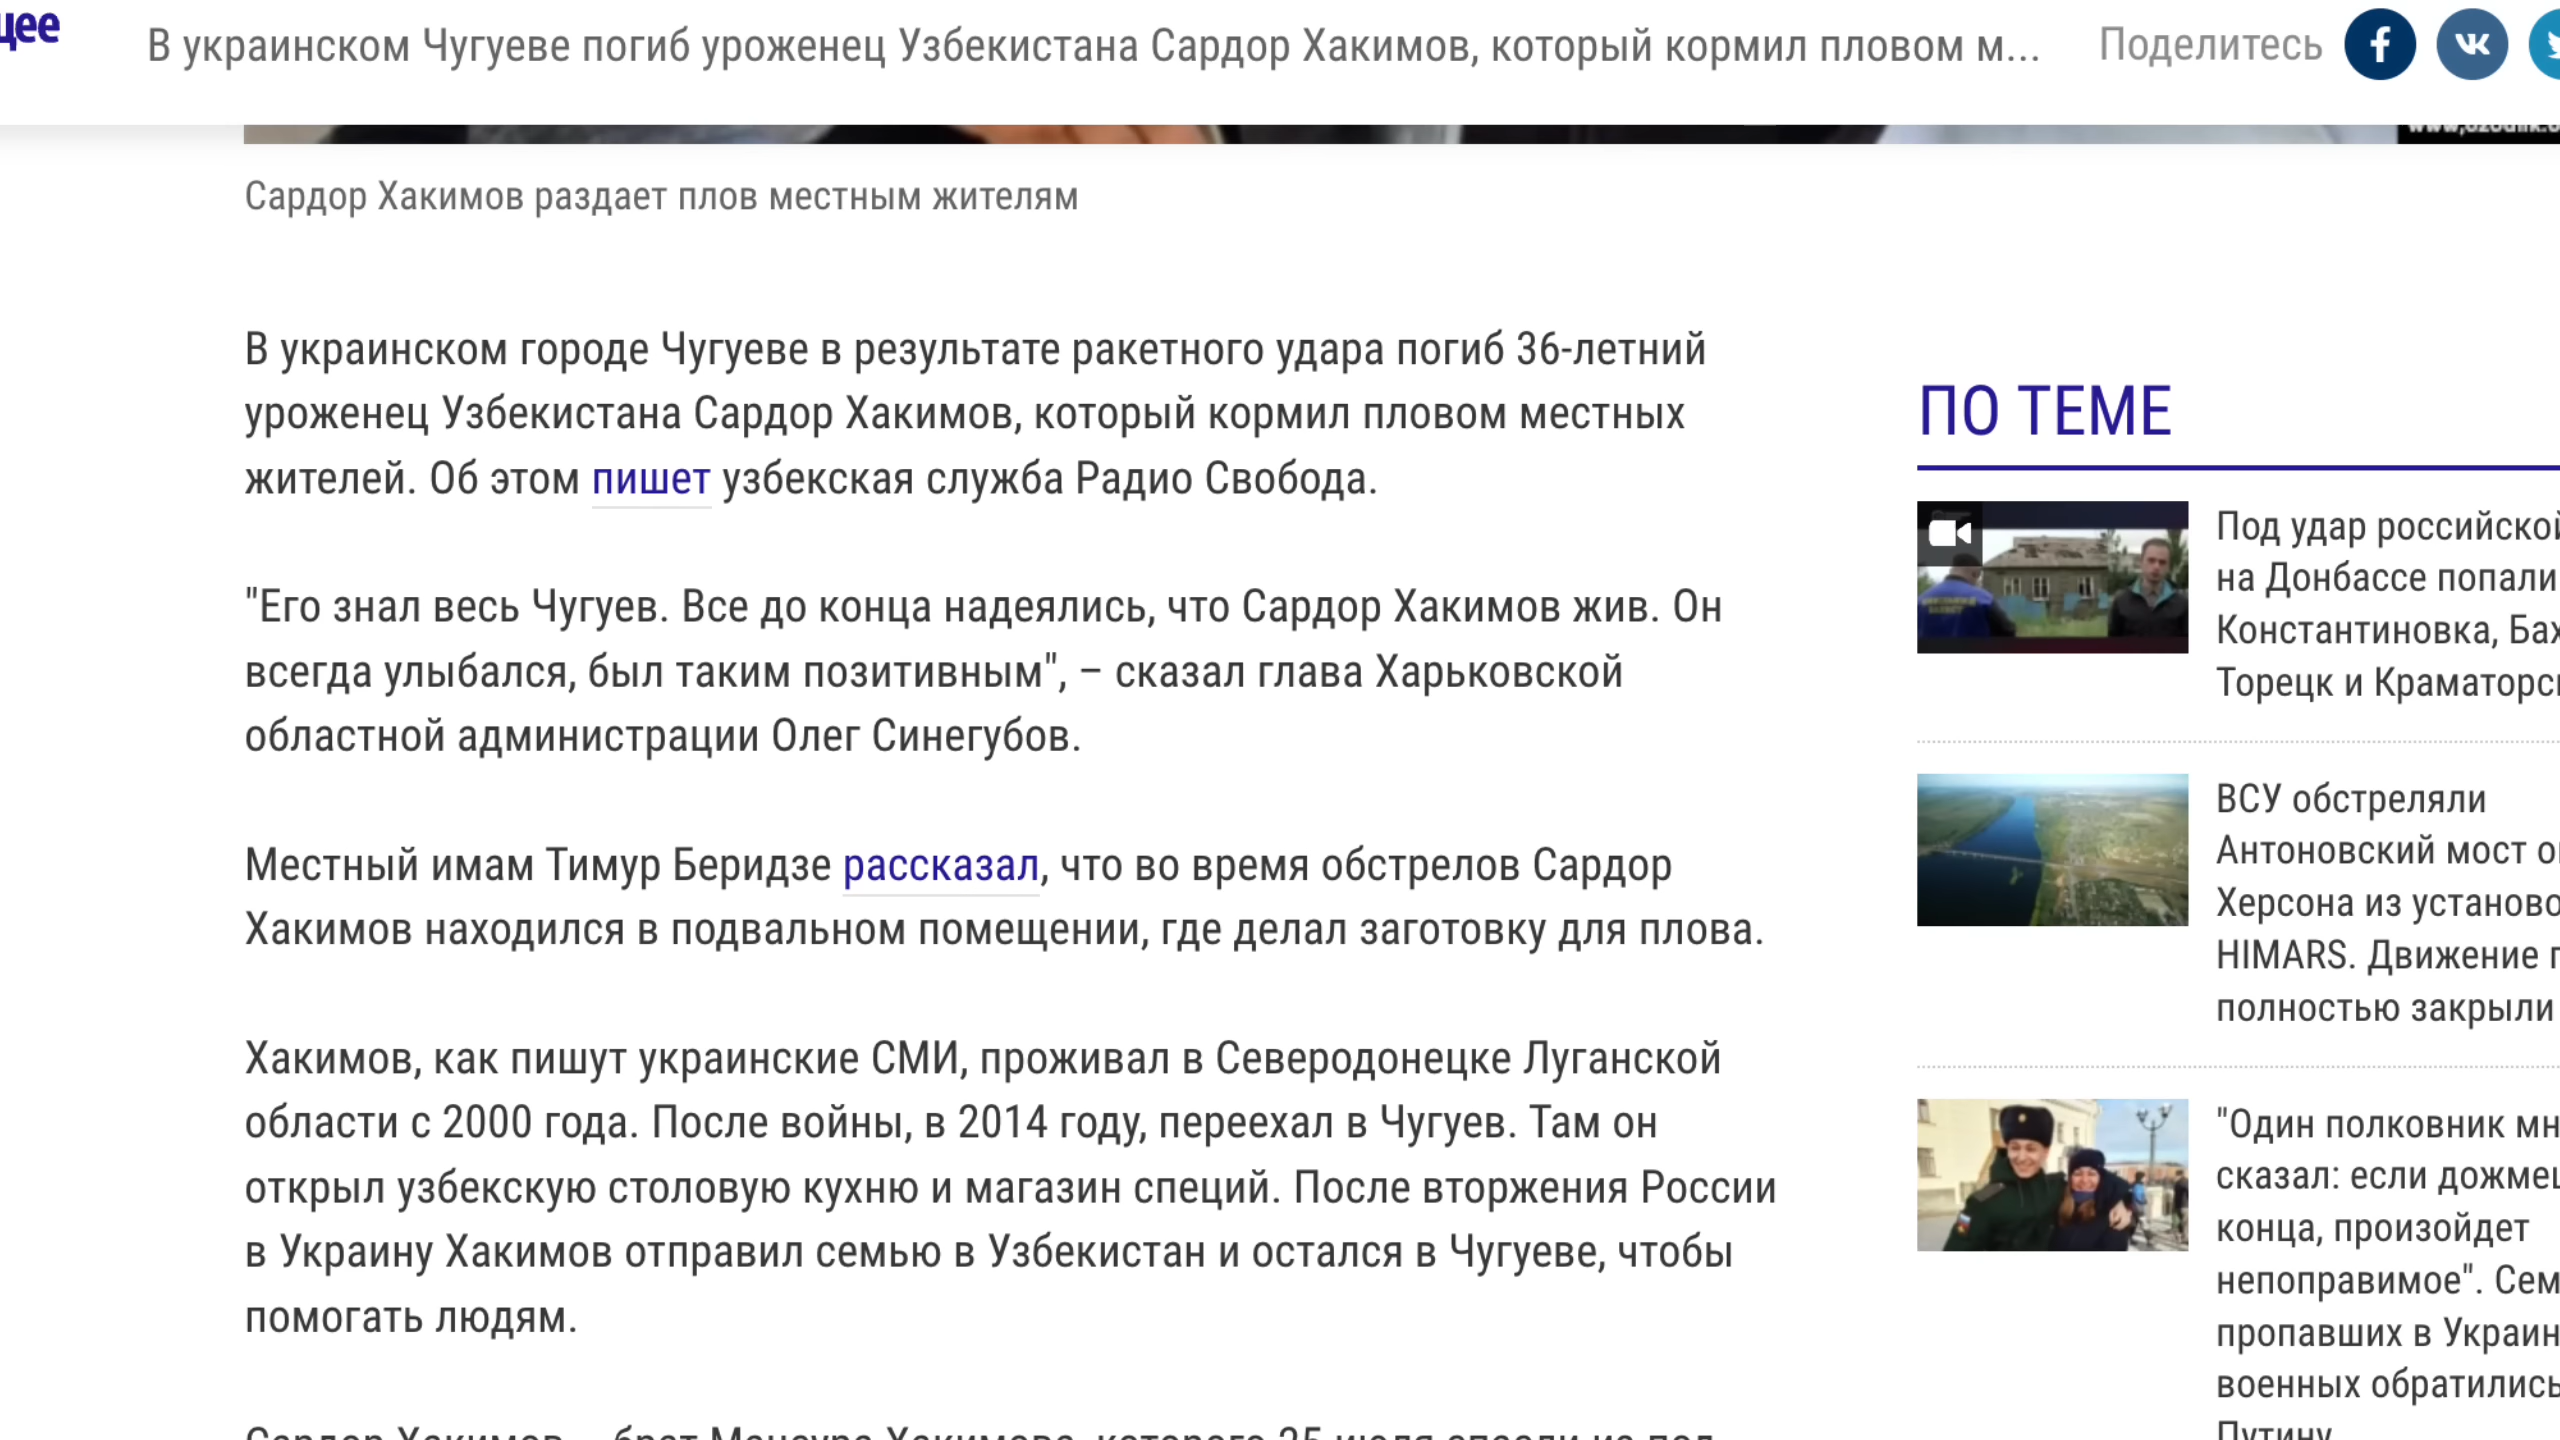 щее
В украинском Чугуеве погиб уроженец Узбекистана Сардор Хакимов, который кормил пловом м...
Поделитесь
Сардор Хакимов раздает плов местным жителям
В украинском городе Чугуеве в результате ракетного удара погиб 36-летний
уроженец Узбекистана Сардор Хакимов, который кормил пловом местных
жителей. Об этом пишет узбекская служба Радио Свобода.
"Его знал весь Чугуев. Все до конца надеялись, что Сардор Хакимов жив. Он
всегда улыбался, был таким позитивным", – сказал глава Харьковской
областной администрации Олег Синегубов.
Местный имам Тимур Беридзе рассказал, что во время обстрелов Сардор
Хакимов находился в подвальном помещении, где делал заготовку для плова.
Хакимов, как пишут украинские СМИ, проживал в Северодонецке Луганской
области с 2000 года. После войны, в 2014 году, переехал в Чугуев. Там он
открыл узбекскую столовую кухню и магазин специй. После вторжения России
в Украину Хакимов отправил семью в Узбекистан и остался в Чугуеве, чтобы
помогать людям.
ПО ТЕМЕ
Под удар российской
на Донбассе попали
Константиновка, Бах
Торецк и Краматорс
ВСУ обстреляли
Антоновский мост о
Херсона из установо
HIMARS. Движение п
полностью закрыли
"Один полковник мн
сказал: если дожме
конца, произойдет
непоправимое". Сем
пропавших в Украин
военных обратились
Путину